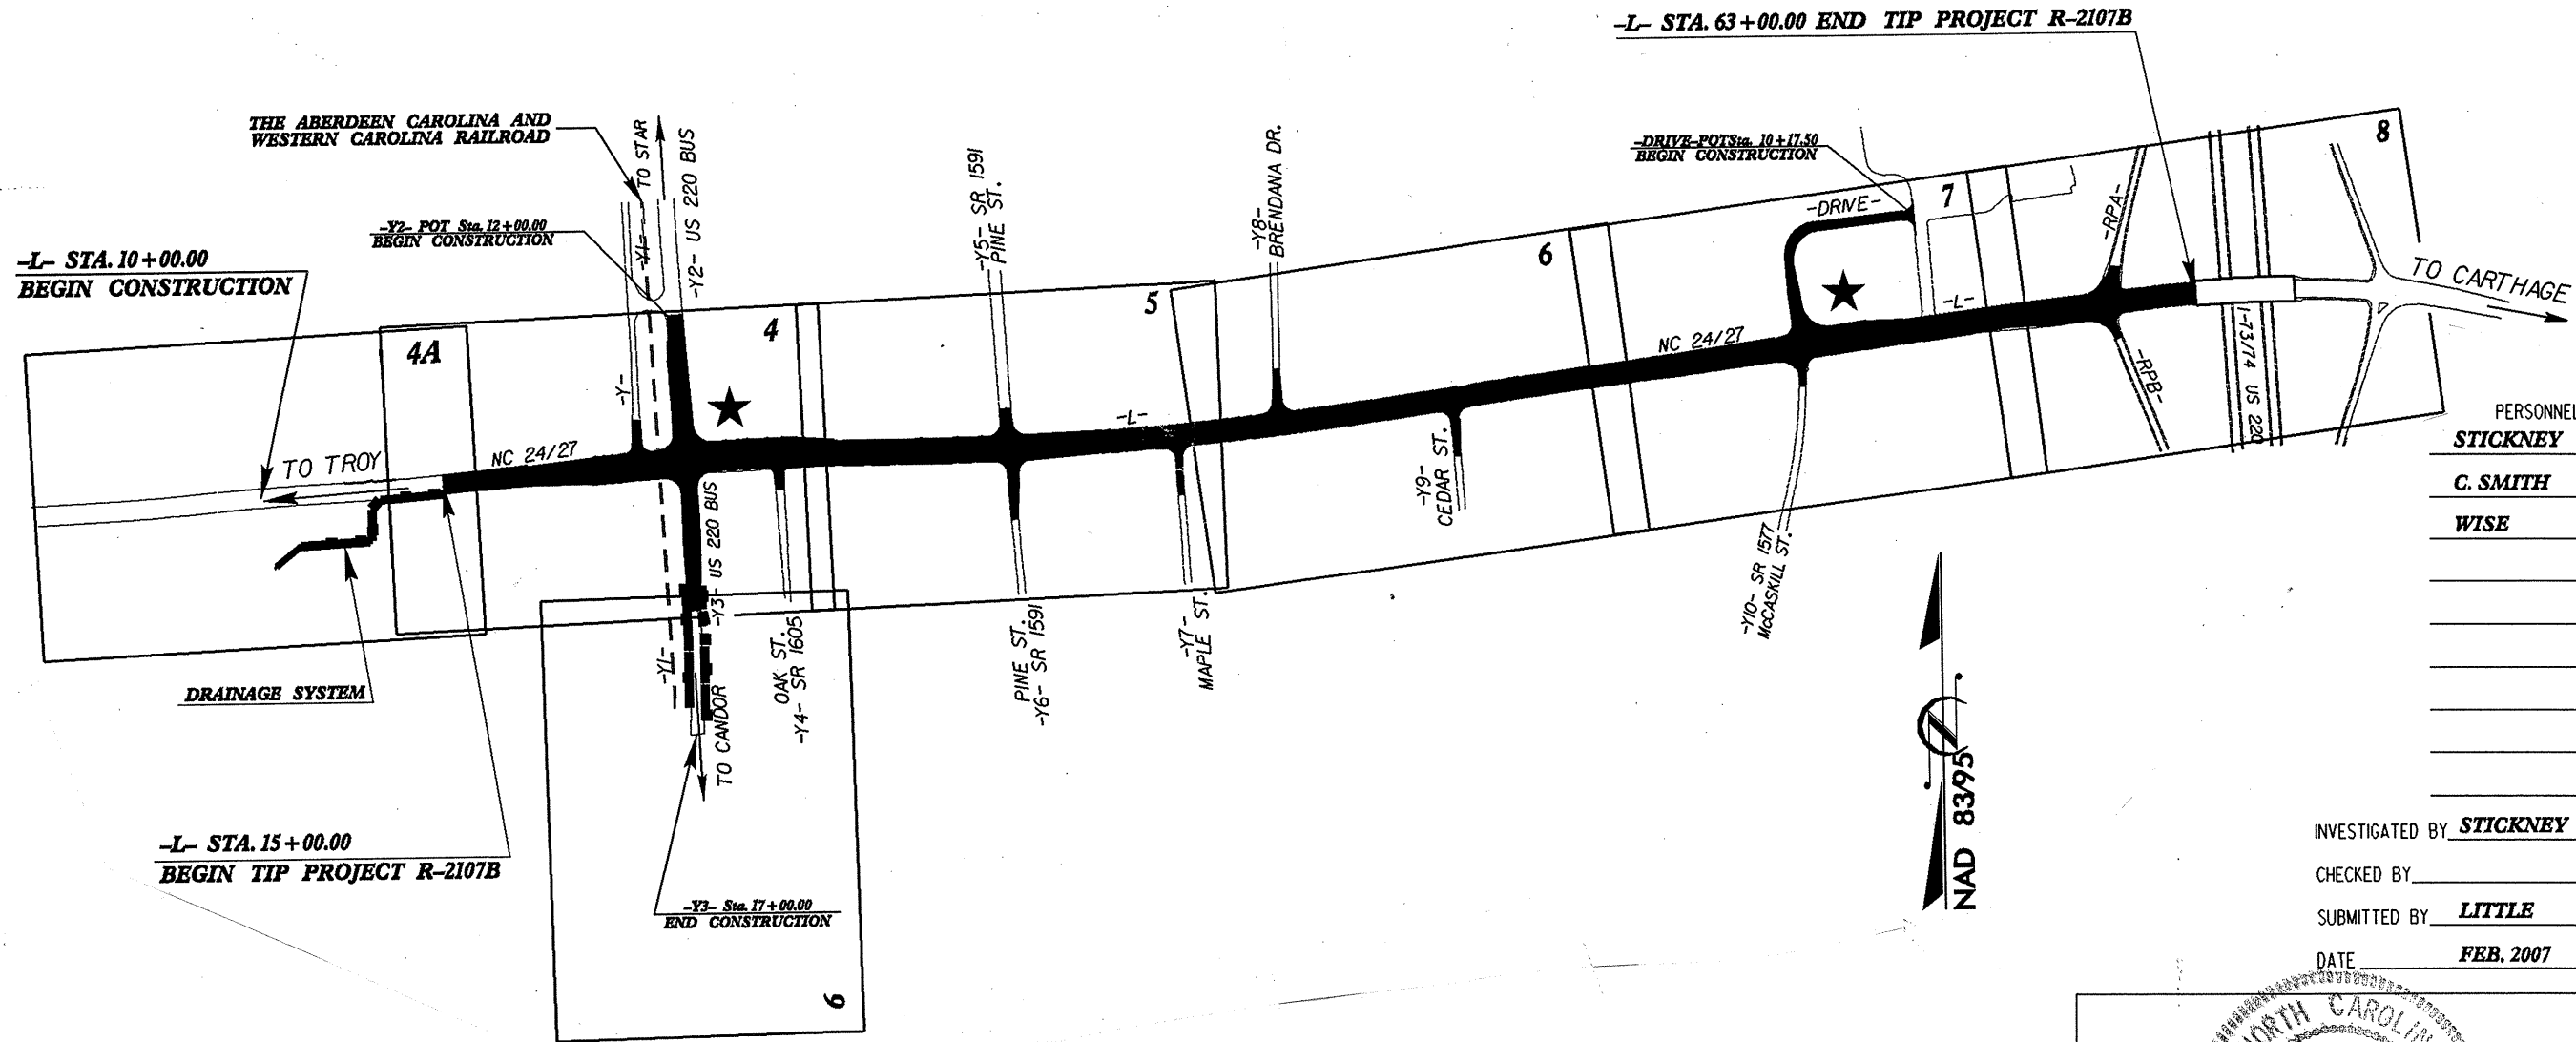 -L- STA. 63+00.00 END TIP PROJECT R-2107B
THE ABERDEEN CAROLINA AND
WESTERN CAROLINA RAILROAD
-Y2- POT Sta. 12+00.00
BEGIN CONSTRUCTION
-L- STA. 10+00.00
BEGIN CONSTRUCTION
-Y1-
TO STAR
-Y2- US 220 BUS
-Y5- SR 1591
PINE ST.
-Y8-
BRENDANA DR.
-DRIVE-POTSta. 10+17.50
BEGIN CONSTRUCTION
-DRIVE-
7
-RPA-
8
TO CARTHAGE
4A
4
5
6
-Y-
NC 24/27
TO TROY
-L-
NC 24/27
-L-
-RPB-
I-73/74 US 220
-Y9-
CEDAR ST.
-Y10- SR 1577
McCASKILL ST.
-Y1-
-Y3- US 220 BUS
TO CANDOR
OAK ST.
-Y4- SR 1605
PINE ST.
-Y6- SR 1591
-Y7-
MAPLE ST.
DRAINAGE SYSTEM
-L- STA. 15+00.00
BEGIN TIP PROJECT R-2107B
-Y3- Sta. 17+00.00
END CONSTRUCTION
9
NAD 83/95
PERSONNEL
STICKNEY
C. SMITH
WISE
INVESTIGATED BY STICKNEY
CHECKED BY
SUBMITTED BY LITTLE
DATE FEB. 2007
NORTH CAROLIN